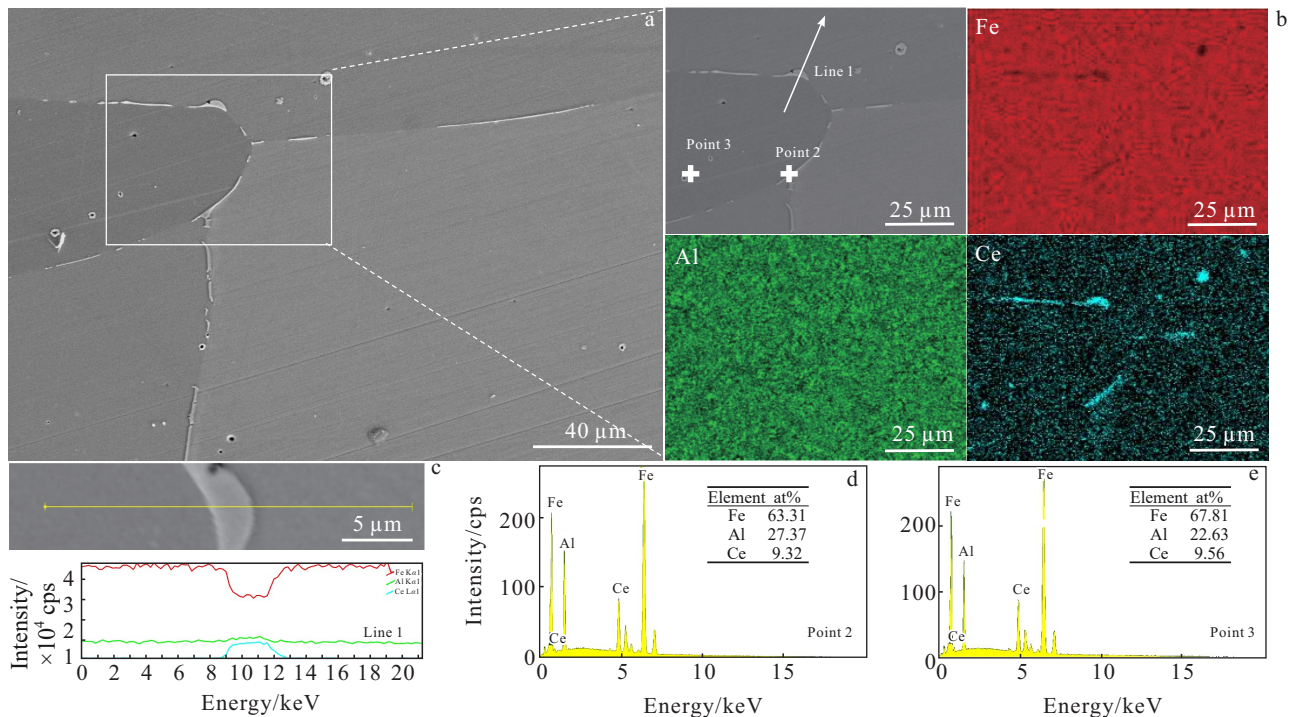 a
40 μm
b
Line 1
Point 3
Point 2
25 μm
Fe
25 μm
Al
25 μm
Ce
25 μm
c
5 μm
Intensity/
×10⁴ cps
4
3
2
1
Fe Kα1
Al Kα1
Ce Lα1
Line 1
0 2 4 6 8 10 12 14 16 18 20
Energy/keV
d
Intensity/cps
200
100
0
Fe
Al
Ce
Ce
Fe
Element at%
Fe 63.31
Al 27.37
Ce 9.32
Point 2
0 5 10 15
Energy/keV
e
200
100
0
Fe
Al
Ce
Ce
Fe
Element at%
Fe 67.81
Al 22.63
Ce 9.56
Point 3
0 5 10 15
Energy/keV